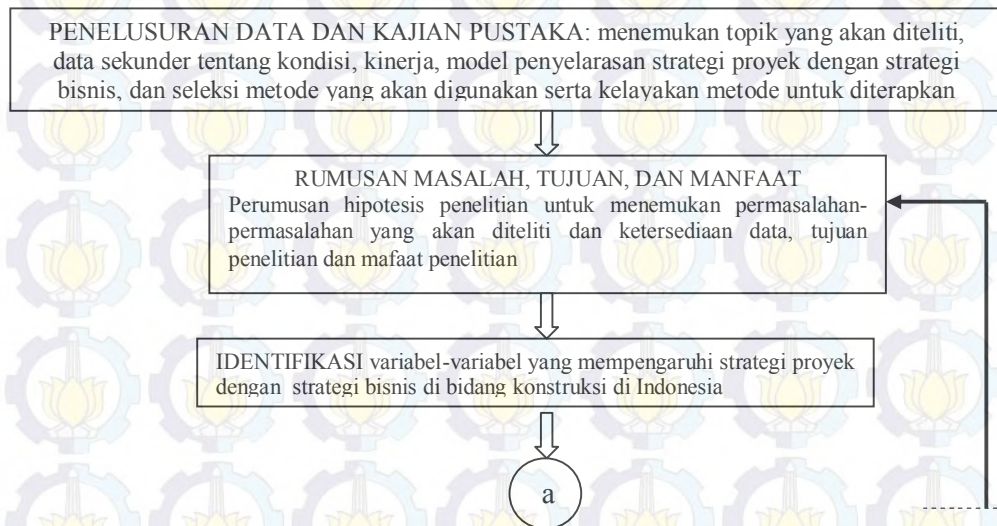 PENELUSURAN DATA DAN KAJIAN PUSTAKA: menemukan topik yang akan diteliti,
data sekunder tentang kondisi, kinerja, model penyelarasan strategi proyek dengan strategi
bisnis, dan seleksi metode yang akan digunakan serta kelayakan metode untuk diterapkan
RUMUSAN MASALAH, TUJUAN, DAN MANFAAT
Perumusan hipotesis penelitian untuk menemukan permasalahan-
permasalahan yang akan diteliti dan ketersediaan data, tujuan
penelitian dan mafaat penelitian
IDENTIFIKASI variabel-variabel yang mempengaruhi strategi proyek
dengan strategi bisnis di bidang konstruksi di Indonesia
a